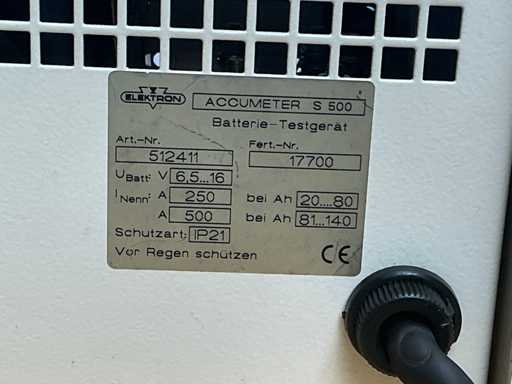 ELEKTRON ACCUMETER S 500
Batterie-Testgerät
Art.-Nr. Fert.-Nr.
512411 17700
UBatt: V 6,5...16
INenn: A 250 bei Ah 20....80
A 500 bei Ah 81...140
Schutzart: IP21
Vor Regen schützen CE